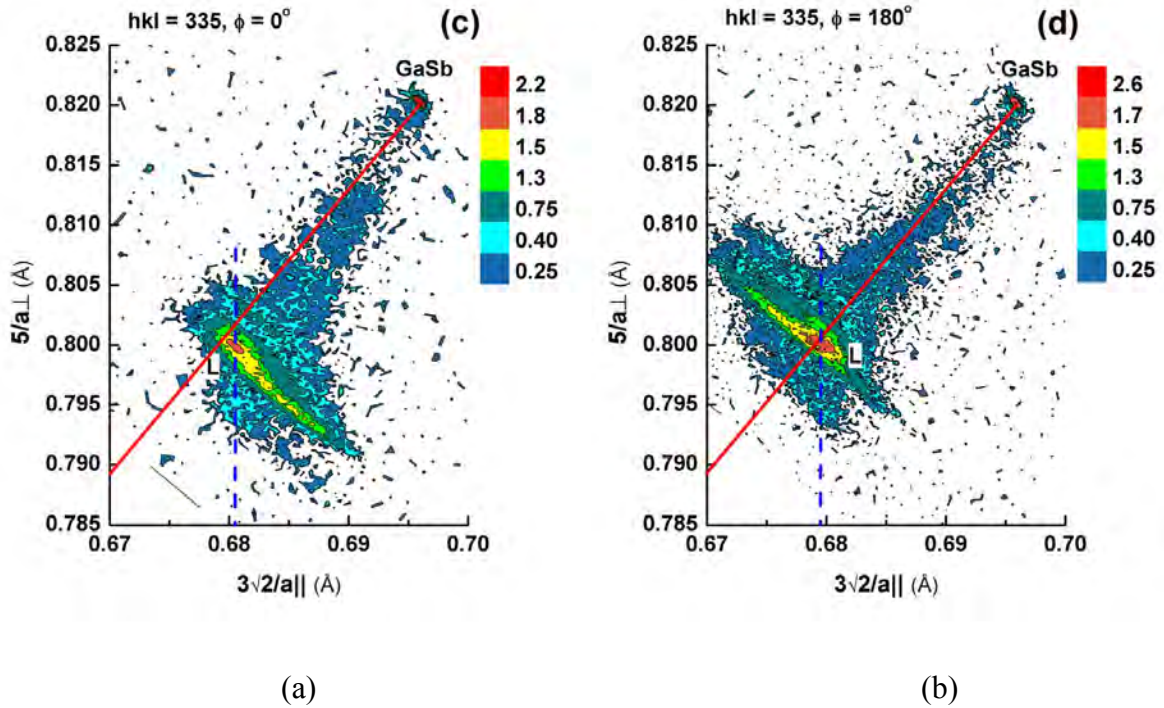 hkl = 335, ϕ = 0°
(c)
0.825
0.820
0.815
0.810
0.805
0.800
0.795
0.790
0.785
5/a⊥ (Å)
GaSb
2.2
1.8
1.5
1.3
0.75
0.40
0.25
L
0.67
0.68
0.69
0.70
3√2/a|| (Å)
(a)
hkl = 335, ϕ = 180°
(d)
0.825
0.820
0.815
0.810
0.805
0.800
0.795
0.790
0.785
5/a⊥ (Å)
GaSb
2.6
1.7
1.5
1.3
0.75
0.40
0.25
L
0.67
0.68
0.69
0.70
3√2/a|| (Å)
(b)